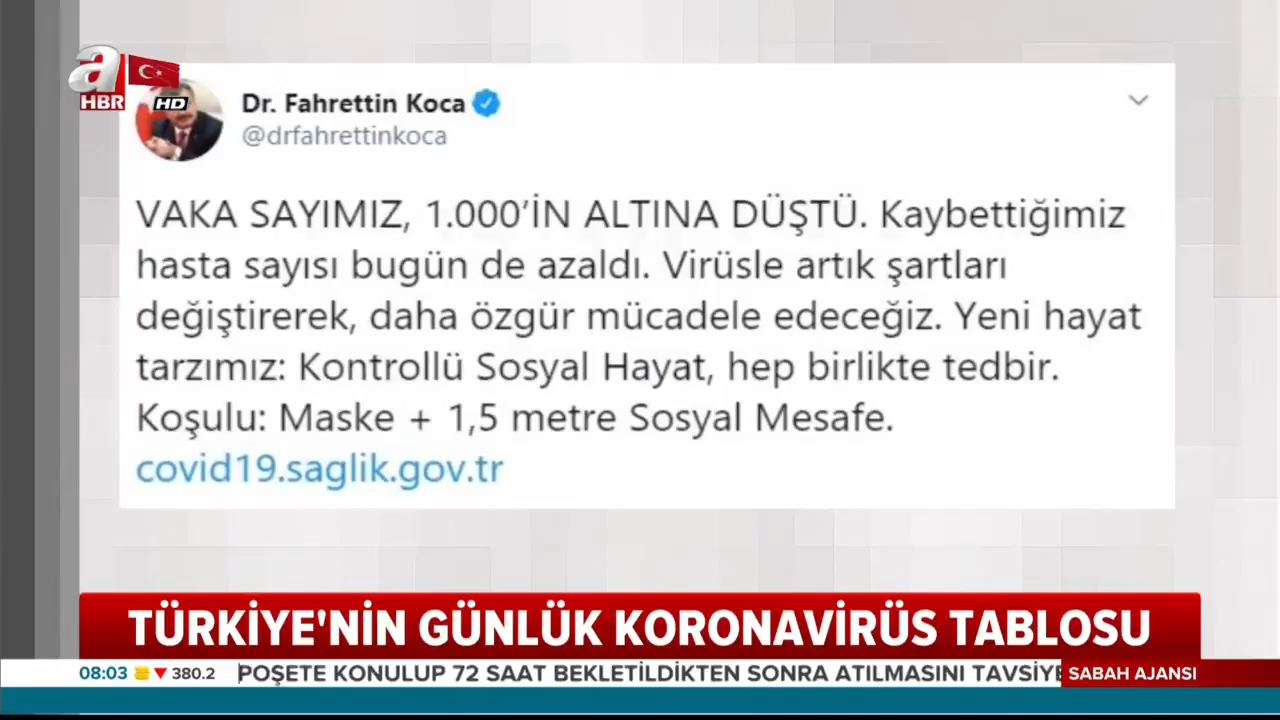 a
HBR
HD
Dr. Fahrettin Koca
@drfahrettinkoca
VAKA SAYIMIZ, 1.000’İN ALTINA DÜŞTÜ. Kaybettiğimiz
hasta sayısı bugün de azaldı. Virüsle artık şartları
değiştirerek, daha özgür mücadele edeceğiz. Yeni hayat
tarzımız: Kontrollü Sosyal Hayat, hep birlikte tedbir.
Koşulu: Maske + 1,5 metre Sosyal Mesafe.
covid19.saglik.gov.tr
TÜRKİYE'NİN GÜNLÜK KORONAVİRÜS TABLOSU
08:03 380.2 POŞETE KONULUP 72 SAAT BEKLETİLDİKTEN SONRA ATILMASINI TAVSİYE SABAH AJANSI